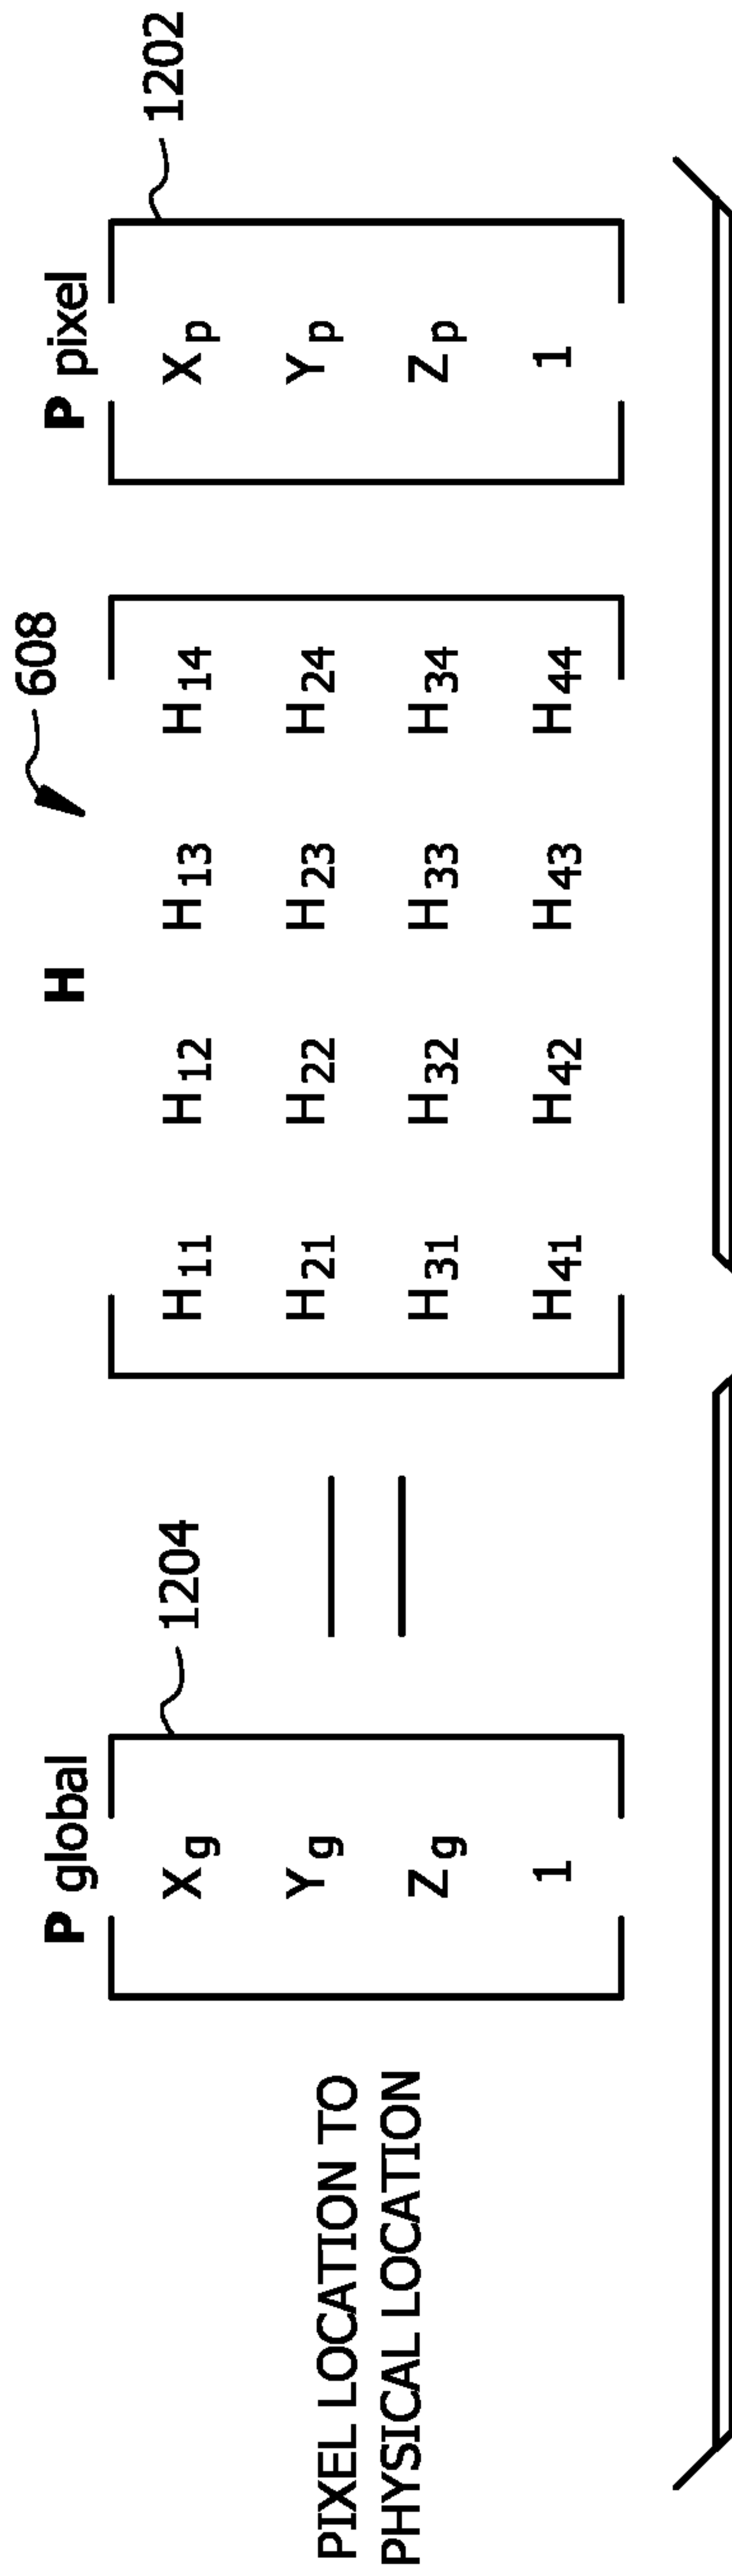 608
P global H P pixel
1204 1202
Xg H11 H12 H13 H14 Xp
Yg H21 H22 H23 H24 Yp
PIXEL LOCATION TO
PHYSICAL LOCATION
Zg H31 H32 H33 H34 Zp
1 H41 H42 H43 H44 1